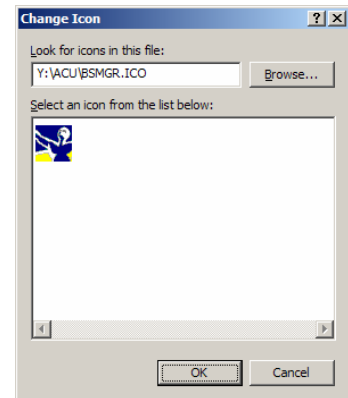 Change Icon
Look for icons in this file:
Y:\ACU\BSMGR.ICO
Browse...
Select an icon from the list below:
OK
Cancel